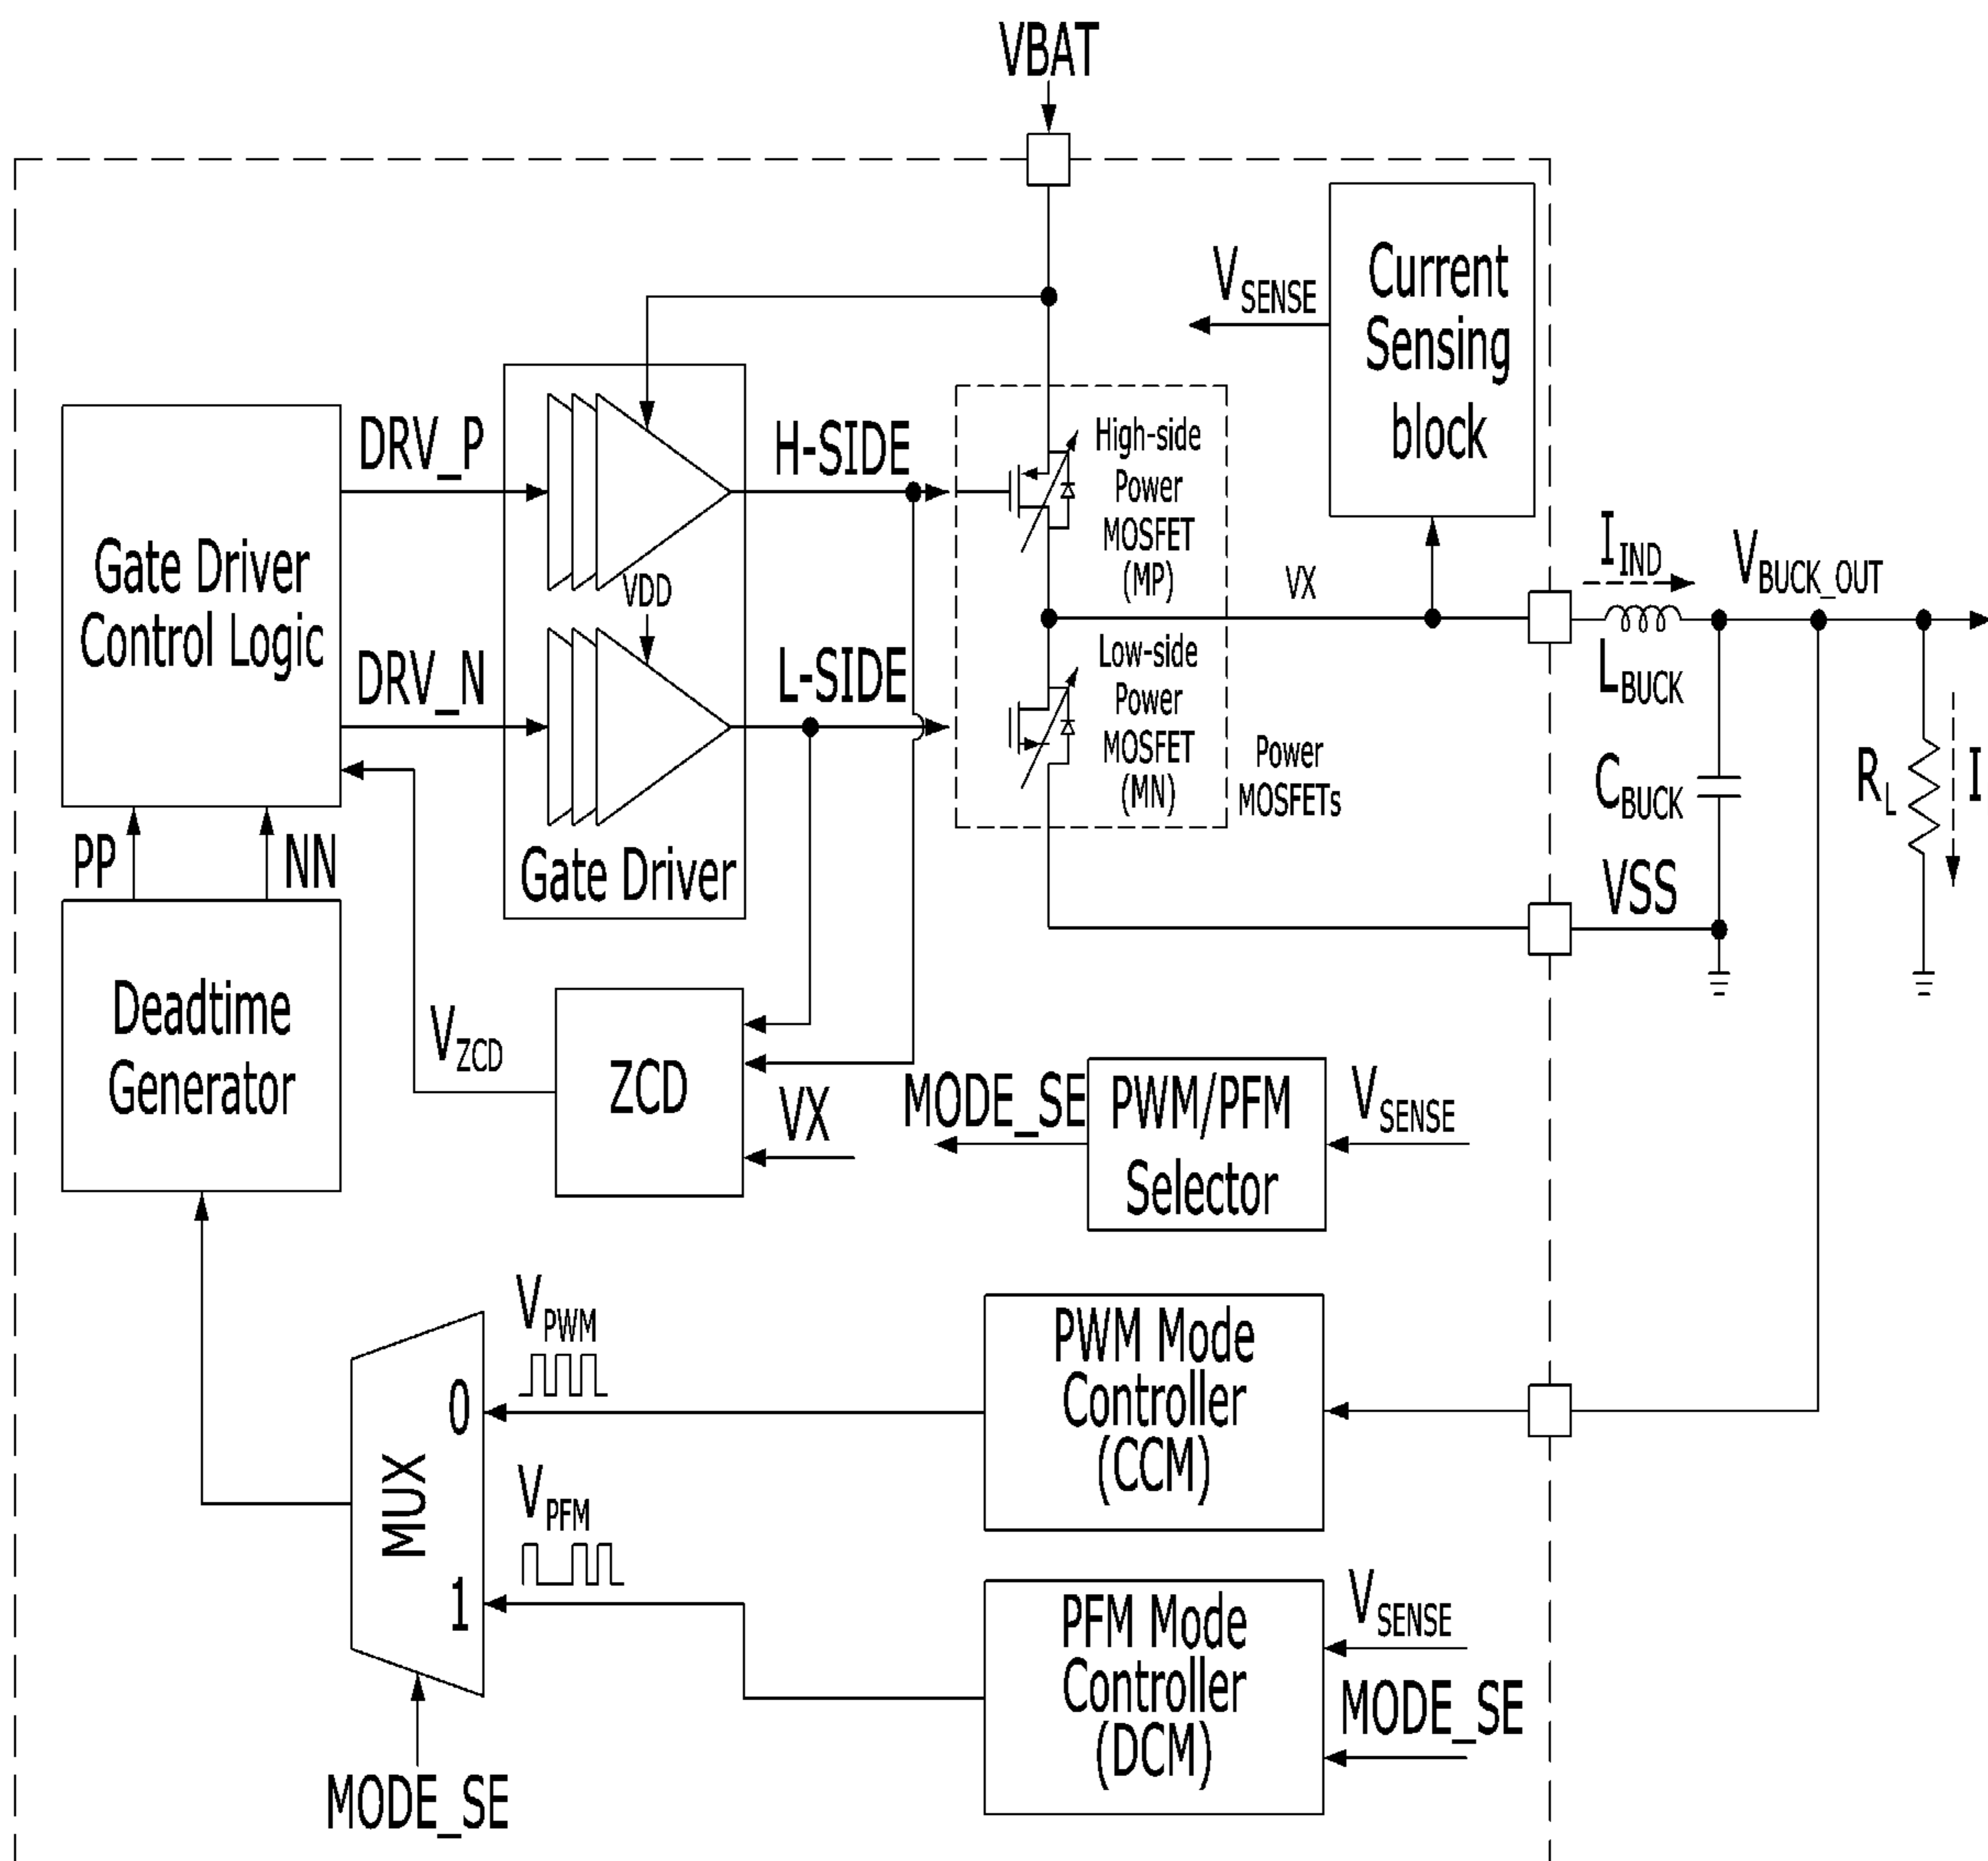 VBAT
Current
Sensing
block
VSENSE
DRV_P
H-SIDE
High-side
Power
MOSFET
(MP)
Gate Driver
Control Logic
VDD
VX
IIND
VBUCK_OUT
DRV_N
L-SIDE
Low-side
Power
MOSFET
(MN)
Power
MOSFETs
LBUCK
CBUCK
RL
I
PP
NN
Gate Driver
VSS
Deadtime
Generator
VZCD
ZCD
VX
MODE_SE
PWM/PFM
Selector
VSENSE
VPWM
0
MUX
PWM Mode
Controller
(CCM)
VPFM
1
PFM Mode
Controller
(DCM)
VSENSE
MODE_SE
MODE_SE